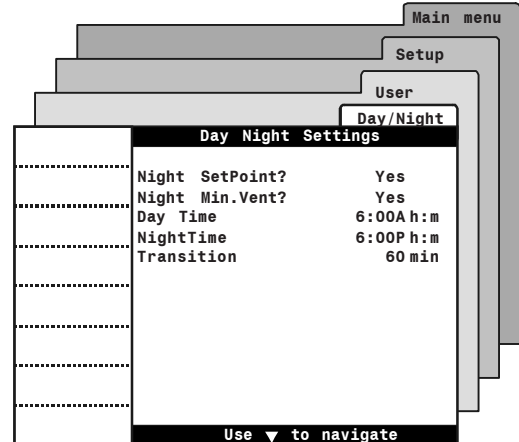 Main menu
Setup
User
Day/Night
Day Night Settings
Night SetPoint? Yes
Night Min.Vent? Yes
Day Time 6:00A h:m
NightTime 6:00P h:m
Transition 60 min
Use ▼ to navigate